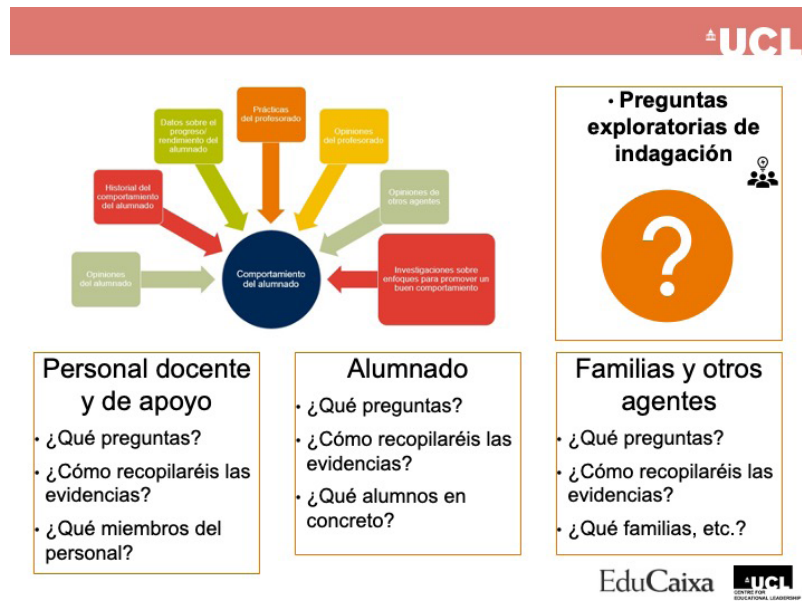 UCL
Prácticas
del profesorado
Datos sobre el
progreso/
rendimiento del
alumnado
Opiniones
del profesorado
Historial del
comportamiento
del alumnado
Opiniones de
otros agentes
Opiniones
del alumnado
Comportamiento
del alumnado
Investigaciones sobre
enfoques para promover un
buen comportamiento
• Preguntas
exploratorias de
indagación
?
Personal docente
y de apoyo
• ¿Qué preguntas?
• ¿Cómo recopilaréis las
evidencias?
• ¿Qué miembros del
personal?
Alumnado
• ¿Qué preguntas?
• ¿Cómo recopilaréis las
evidencias?
• ¿Qué alumnos en
concreto?
Familias y otros
agentes
• ¿Qué preguntas?
• ¿Cómo recopilaréis las
evidencias?
• ¿Qué familias, etc.?
EduCaixa
UCL
CENTRE FOR
EDUCATIONAL LEADERSHIP